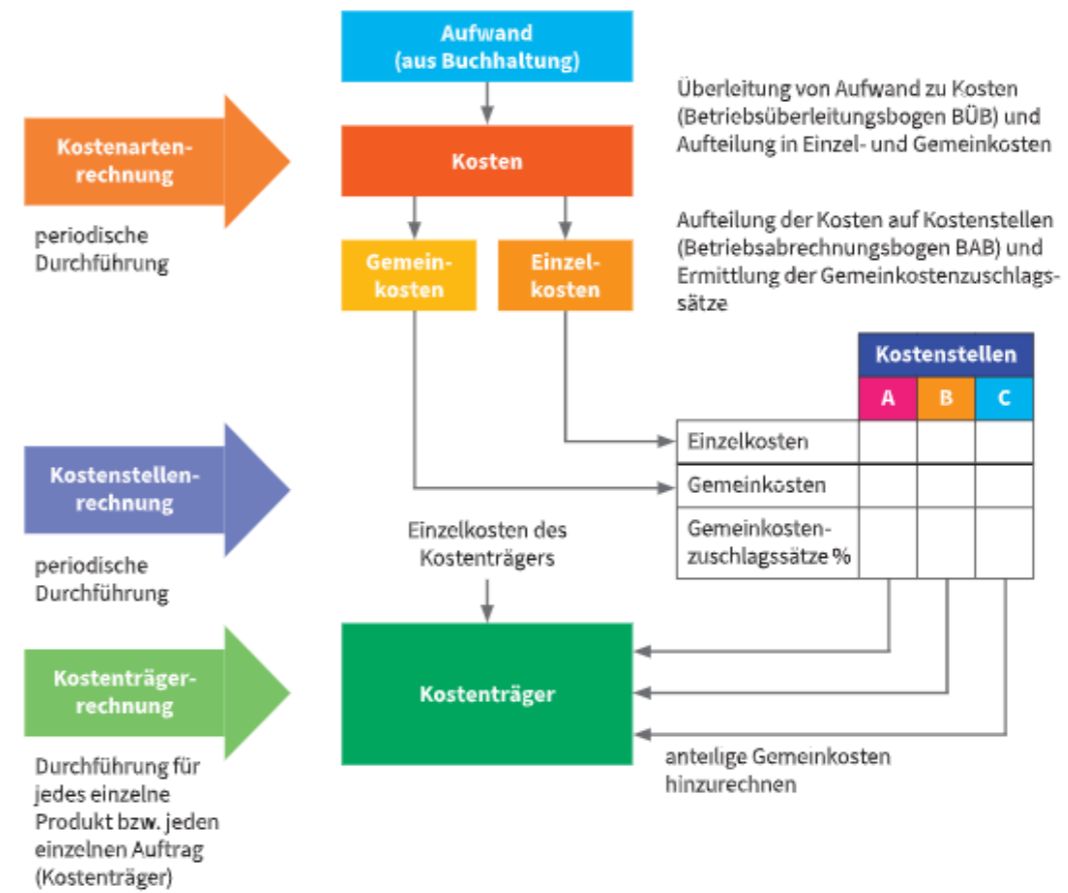 Aufwand
(aus Buchhaltung)
Überleitung von Aufwand zu Kosten
(Betriebsüberleitungsbogen BÜB) und
Aufteilung in Einzel- und Gemeinkosten
Kostenarten-
rechnung
Kosten
periodische
Durchführung
Aufteilung der Kosten auf Kostenstellen
(Betriebsabrechnungsbogen BAB) und
Ermittlung der Gemeinkostenzuschlags-
sätze
Gemein-
kosten
Einzel-
kosten
Kostenstellen
A B C
Einzelkosten
Gemeinkosten
Gemeinkosten-
zuschlagssätze %
Kostenstellen-
rechnung
periodische
Durchführung
Einzelkosten des
Kostenträgers
Kostenträger-
rechnung
Kostenträger
anteilige Gemeinkosten
hinzurechnen
Durchführung für
jedes einzelne
Produkt bzw. jeden
einzelnen Auftrag
(Kostenträger)